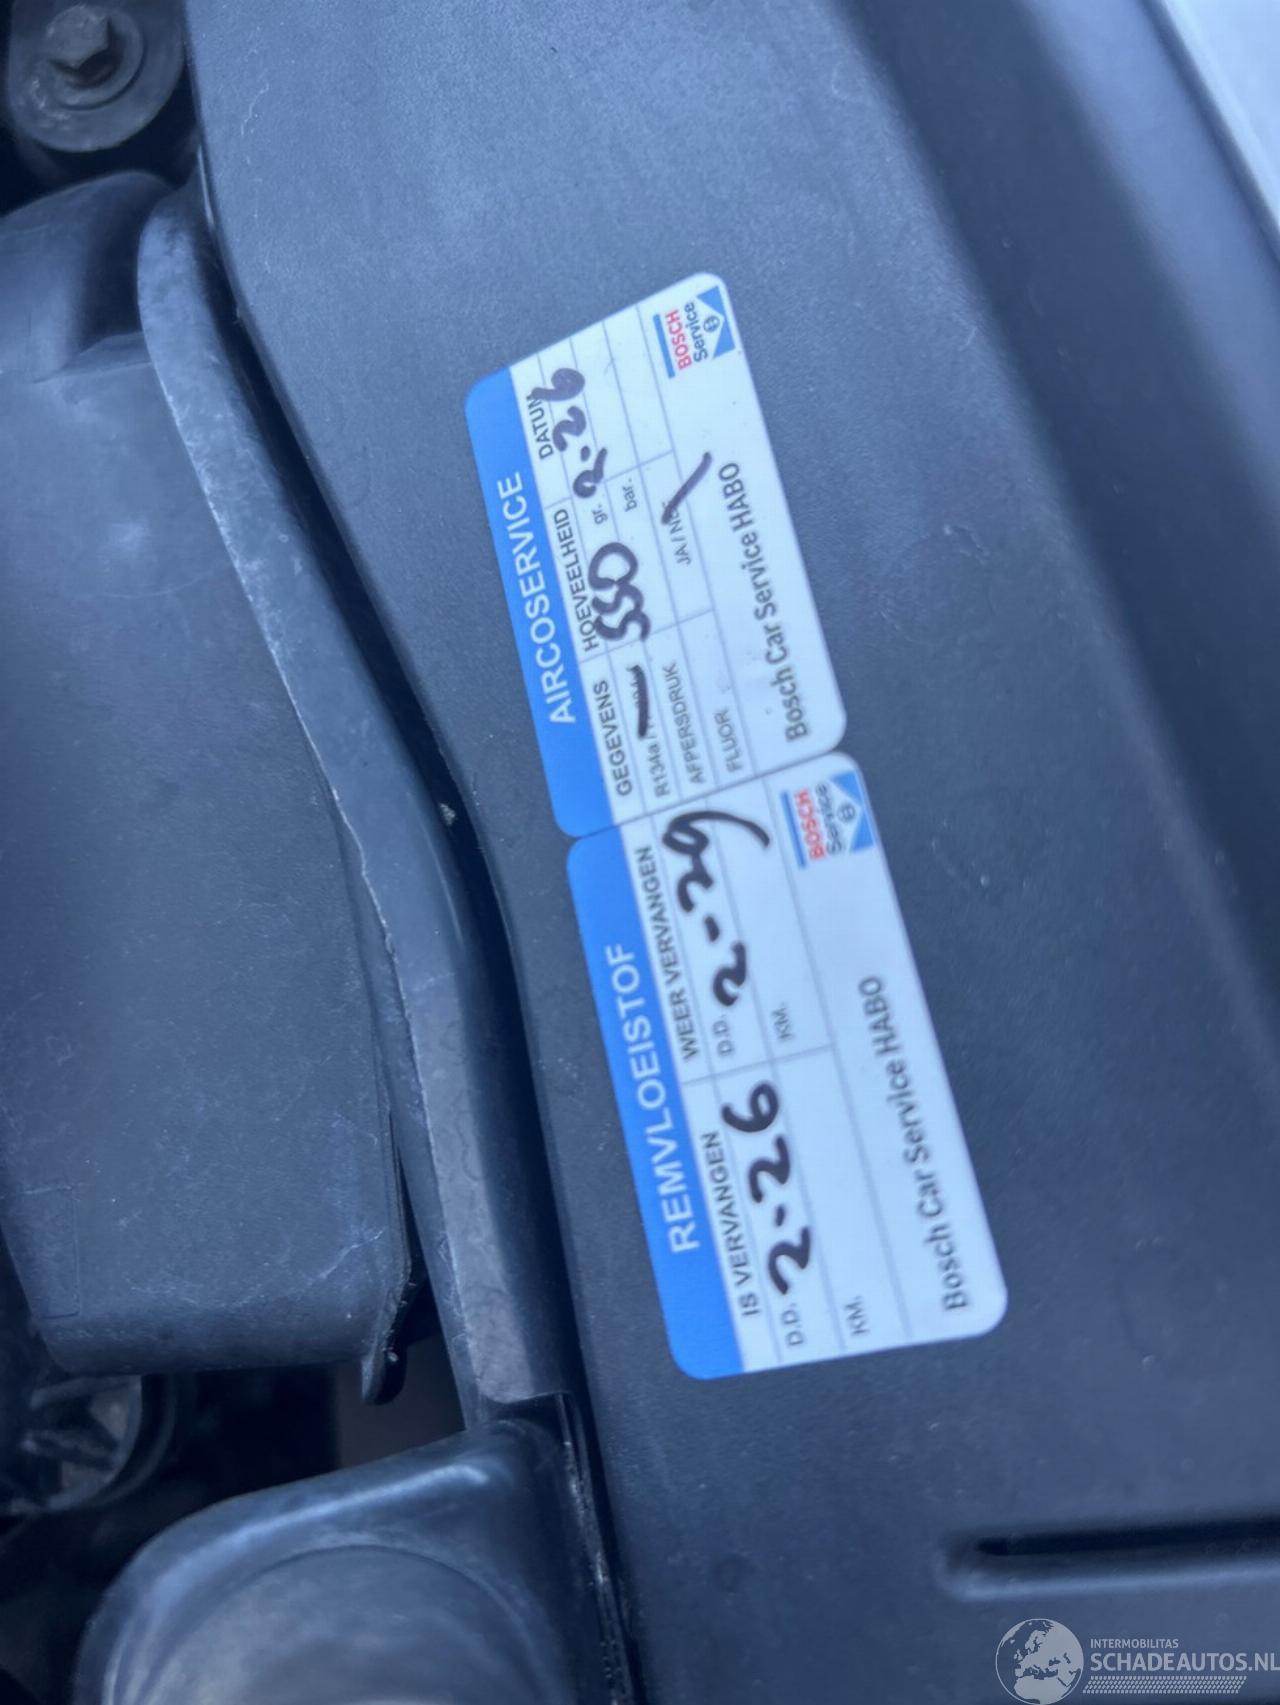 AIRCOSERVICE
GEGEVENS HOEVEELHEID DATUM
R134a / 550 gr. 2-26
AFPERSDRUK bar.
FLUOR JA /
Bosch Car Service HABO
BOSCH
Service
REMVLOEISTOF
IS VERVANGEN WEER VERVANGEN
D.D. 2-26 D.D. 2-29
KM. KM.
Bosch Car Service HABO
BOSCH
Service
INTERMOBILITAS
SCHADEAUTOS.NL